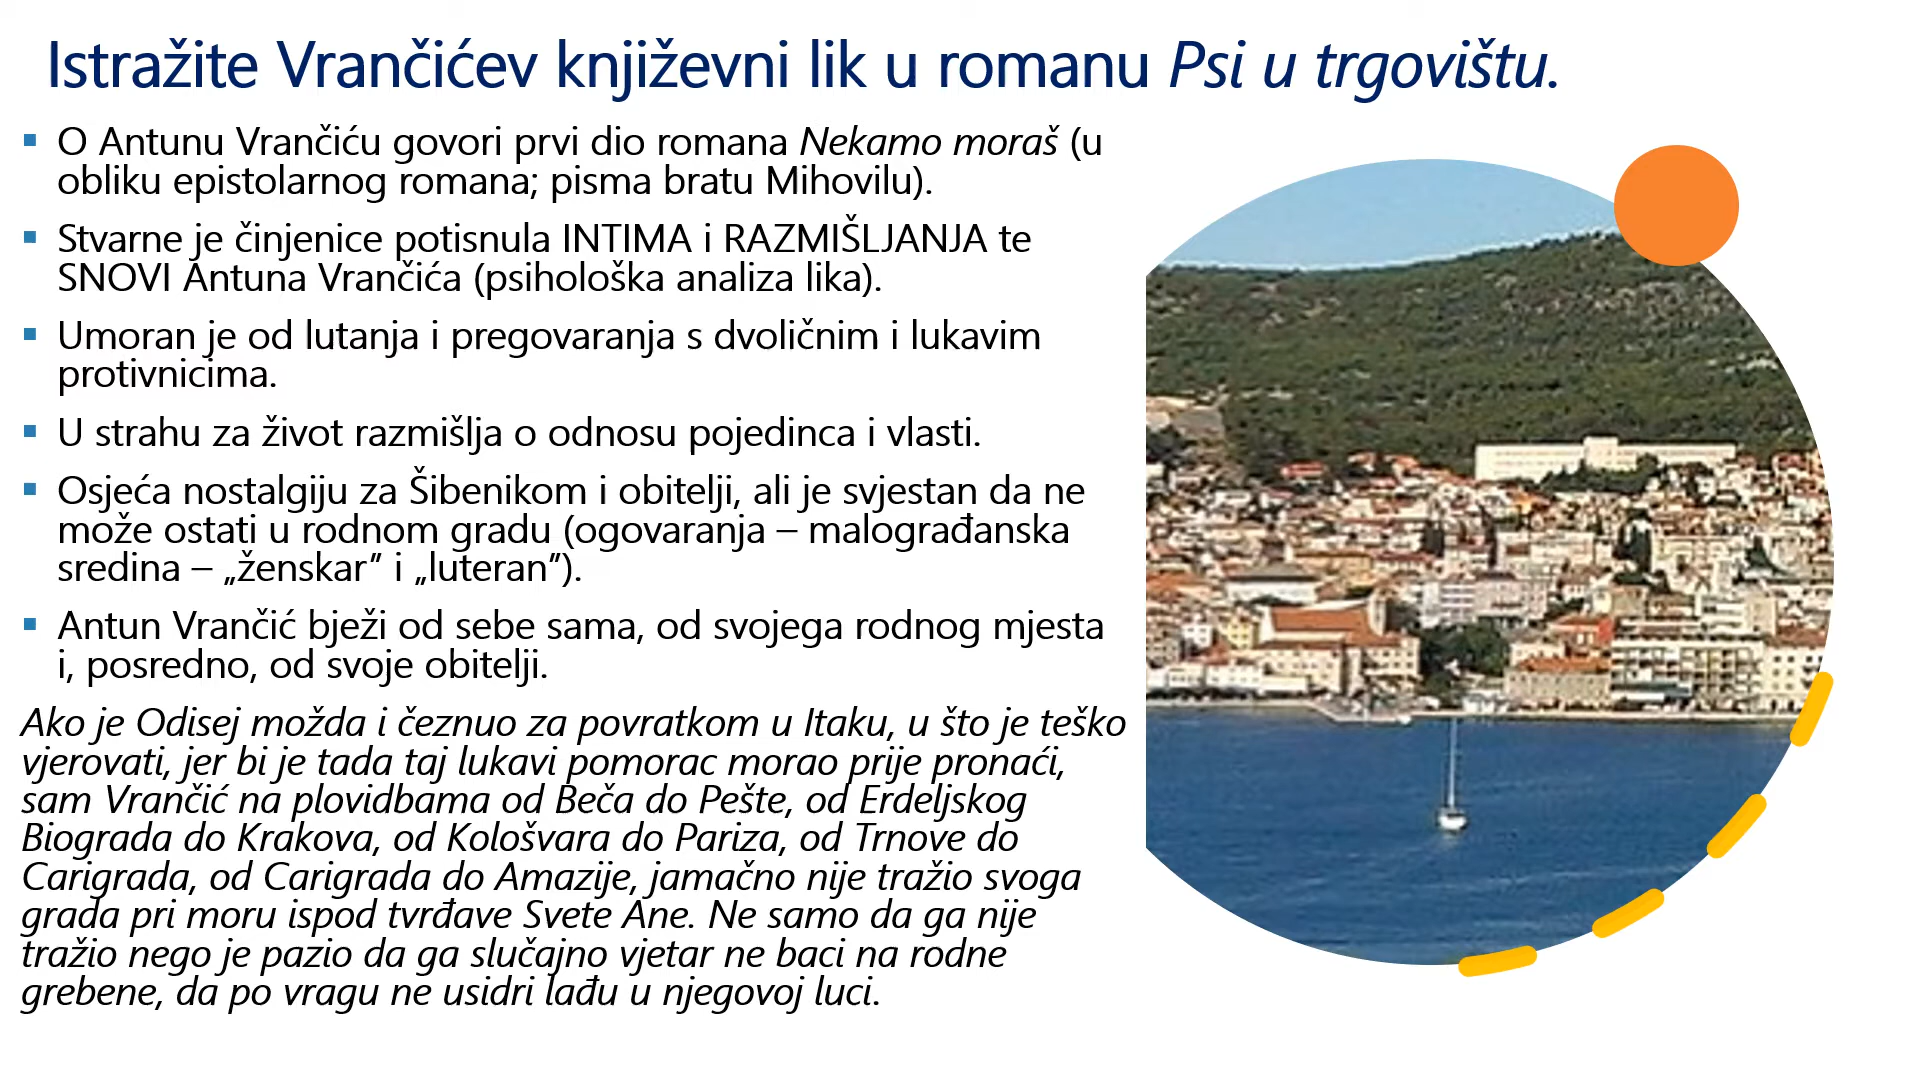 Istražite Vrančićev književni lik u romanu Psi u trgovištu.
O Antunu Vrančiću govori prvi dio romana Nekamo moraš (u
obliku epistolarnog romana; pisma bratu Mihovilu).
Stvarne je činjenice potisnula INTIMA i RAZMIŠLJANJA te
SNOVI Antuna Vrančića (psihološka analiza lika).
Umoran je od lutanja i pregovaranja s dvoličnim i lukavim
protivnicima.
U strahu za život razmišlja o odnosu pojedinca i vlasti.
Osjeća nostalgiju za Šibenikom i obitelji, ali je svjestan da ne
može ostati u rodnom gradu (ogovaranja – malograđanska
sredina – „ženskar” i „luteran”).
Antun Vrančić bježi od sebe sama, od svojega rodnog mjesta
i, posredno, od svoje obitelji.
Ako je Odisej možda i čeznuo za povratkom u Itaku, u što je teško
vjerovati, jer bi je tada taj lukavi pomorac morao prije pronaći,
sam Vrančić na plovidbama od Beča do Pešte, od Erdeljskog
Biograda do Krakova, od Kološvara do Pariza, od Trnove do
Carigrada, od Carigrada do Amazije, jamačno nije tražio svoga
grada pri moru ispod tvrđave Svete Ane. Ne samo da ga nije
tražio nego je pazio da ga slučajno vjetar ne baci na rodne
grebene, da po vragu ne usidri lađu u njegovoj luci.